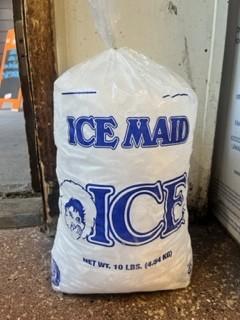 ICE MAID
ICE
NET WT. 10 LBS. (4.54 KG)